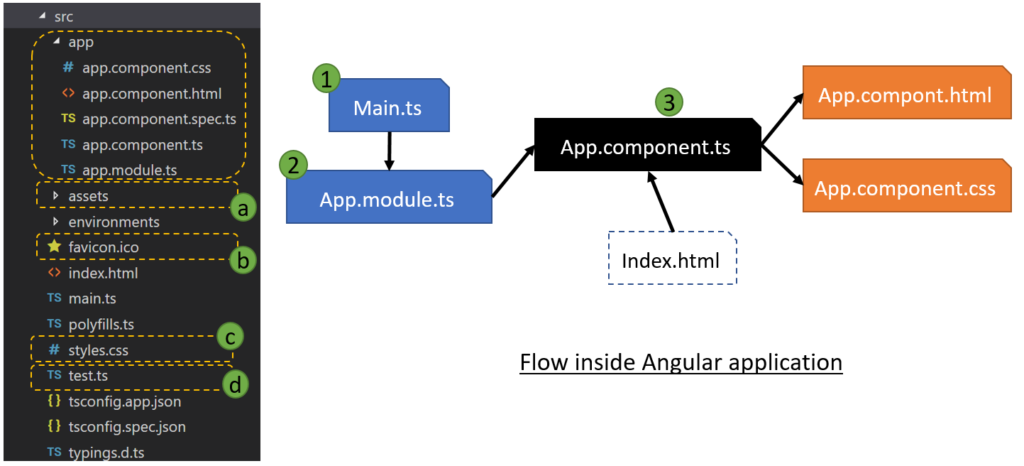 src
app
# app.component.css
<> app.component.html
TS app.component.spec.ts
TS app.component.ts
TS app.module.ts
assets
a
environments
favicon.ico
b
<> index.html
TS main.ts
TS polyfills.ts
c
# styles.css
TS test.ts
d
{} tsconfig.app.json
{} tsconfig.spec.json
TS typings.d.ts
1
Main.ts
2
App.module.ts
3
App.component.ts
App.compont.html
App.component.css
Index.html
Flow inside Angular application